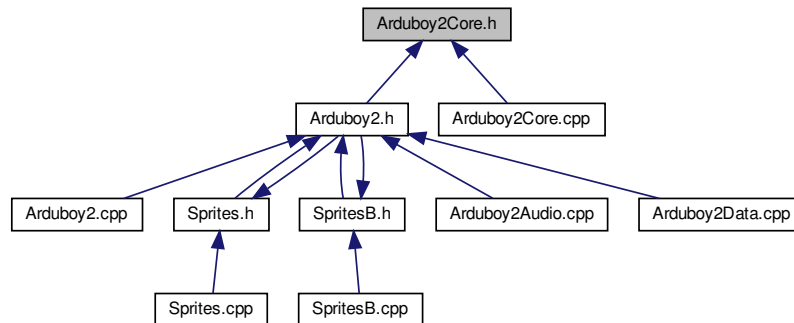 Arduboy2Core.h
Arduboy2.h
Arduboy2Core.cpp
Arduboy2.cpp
Sprites.h
SpritesB.h
Arduboy2Audio.cpp
Arduboy2Data.cpp
Sprites.cpp
SpritesB.cpp